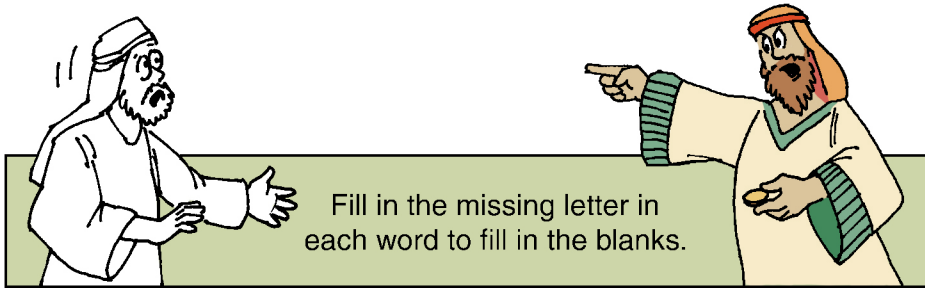 Fill in the missing letter in
each word to fill in the blanks.